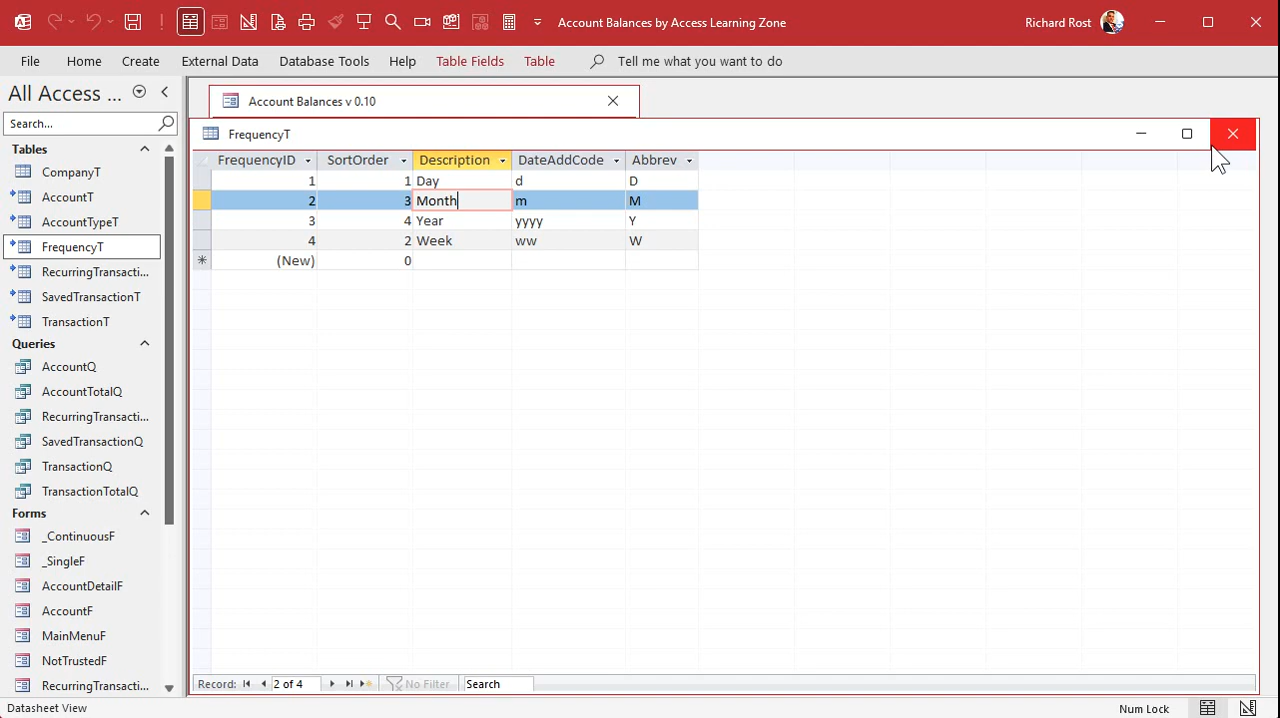 Account Balances by Access Learning Zone
Richard Rost
File Home Create External Data Database Tools Help Table Fields Table Tell me what you want to do
All Access ...
Search...
Tables
CompanyT
AccountT
AccountTypeT
FrequencyT
RecurringTransacti...
SavedTransactionT
TransactionT
Queries
AccountQ
AccountTotalQ
RecurringTransacti...
SavedTransactionQ
TransactionQ
TransactionTotalQ
Forms
_ContinuousF
_SingleF
AccountDetailF
AccountF
MainMenuF
NotTrustedF
RecurringTransacti...
Account Balances v 0.10
FrequencyT
FrequencyID SortOrder Description DateAddCode Abbrev
1 1 Day d D
2 3 Month m M
3 4 Year yyyy Y
4 2 Week ww W
(New) 0
Record: 2 of 4 No Filter Search
Datasheet View Num Lock